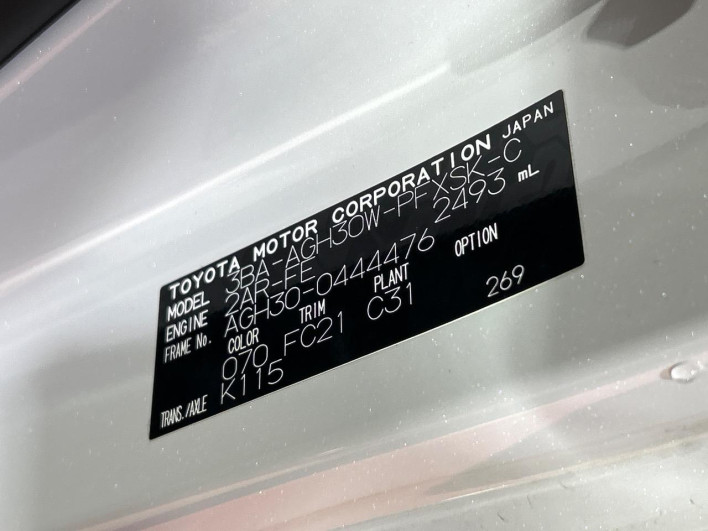 TOYOTA MOTOR CORPORATION JAPAN
MODEL 3BA-AGH30W-PFXSK-C
ENGINE 2AR-FE 2493 mL
FRAME No. AGH30-0444476
COLOR TRIM PLANT OPTION
070 FC21 C31 269
TRANS./AXLE K115